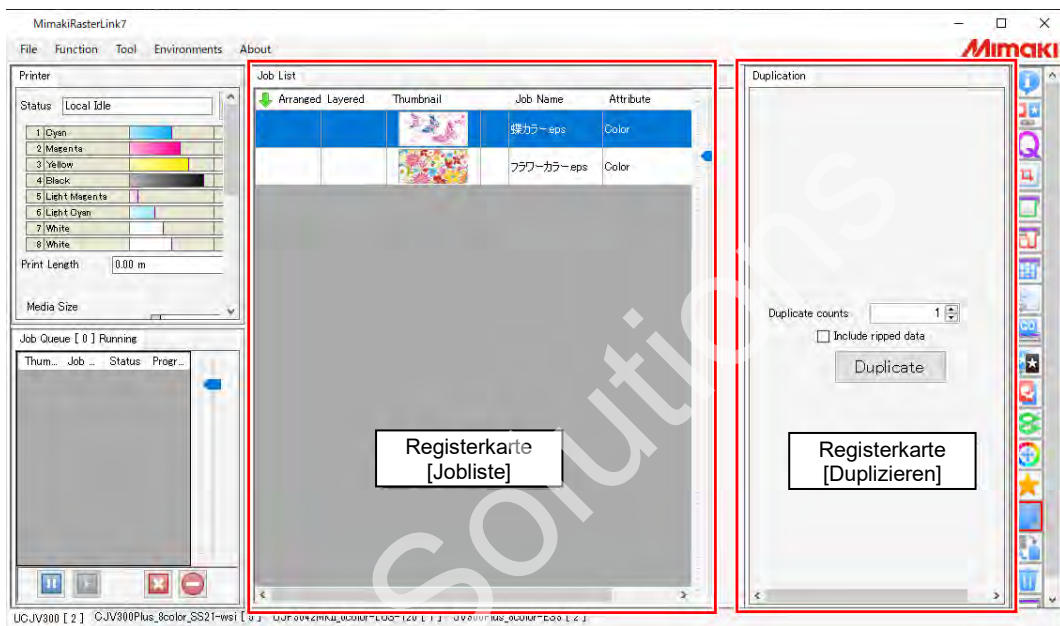 MimakiRasterLink7
File Function Tool Environments About
Mimaki
Printer
Status Local Idle
1 Cyan
2 Magenta
3 Yellow
4 Black
5 Light Magenta
6 Light Cyan
7 White
8 White
Print Length 0.00 m
Media Size
Job Queue [ 0 ] Running
Thum... Job ... Status Progr...
Job List
Arranged Layered Thumbnail Job Name Attribute
蝶カラー eps Color
フラワーカラー eps Color
Registerkarte
[Jobliste]
Duplication
Duplicate counts 1
Include ripped data
Duplicate
Registerkarte
[Duplizieren]
Solutions
UCJV300 [ 2 ] CJV300Plus_8color_SS21-wsi [